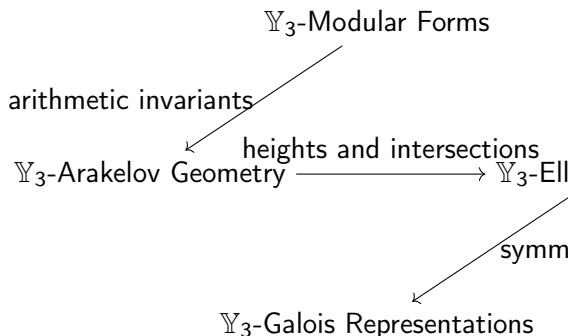 𝕐₃-Modular Forms
arithmetic invariants
heights and intersections
𝕐₃-Arakelov Geometry
𝕐₃-Ell
symm
𝕐₃-Galois Representations